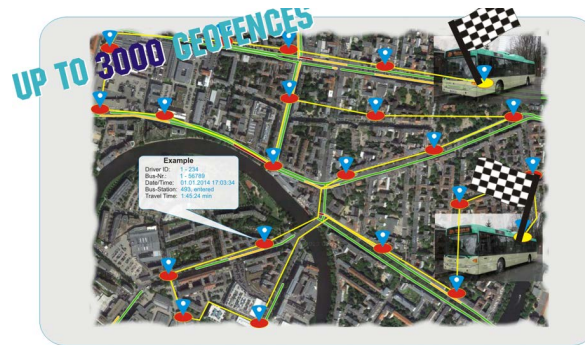 UP TO 3000 GEOFENCES
Example
Driver ID: 1 - 234
Bus-Nr.: 1 - 56789
Date/Time: 01.01.2014 17:03:34
Bus-Station: 493, entered
Travel Time: 1:45:24 min